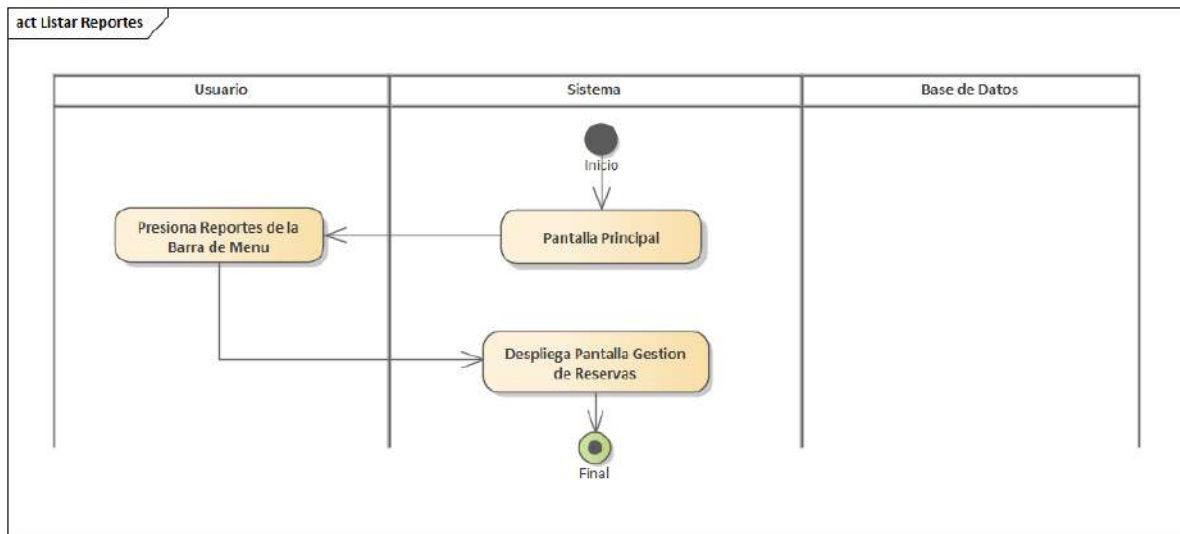 act Listar Reportes
Usuario
Sistema
Base de Datos
Inicio
Presiona Reportes de la
Barra de Menu
Pantalla Principal
Despliega Pantalla Gestion
de Reservas
Final